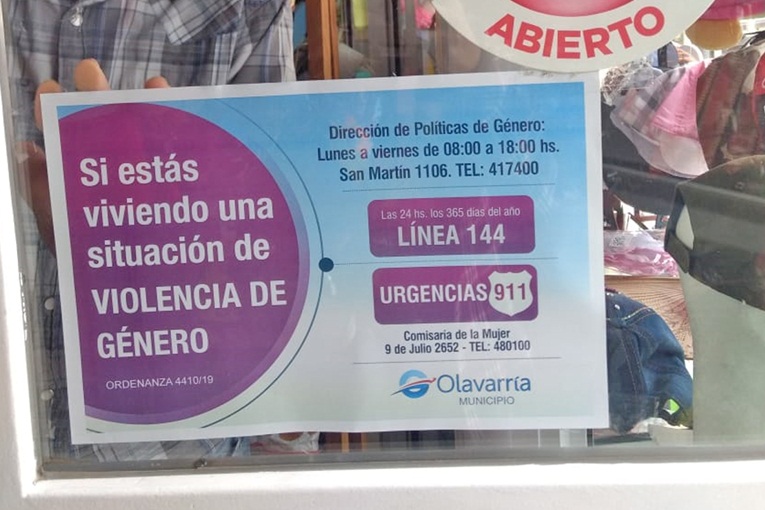 ABIERTO
Si estás
viviendo una
situación de
VIOLENCIA DE
GÉNERO
ORDENANZA 4410/19
Dirección de Políticas de Género:
Lunes a viernes de 08:00 a 18:00 hs.
San Martín 1106. TEL: 417400
Las 24 hs. los 365 días del año
LÍNEA 144
URGENCIAS 911
Comisaría de la Mujer
9 de Julio 2652 - TEL: 480100
Olavarría
MUNICIPIO